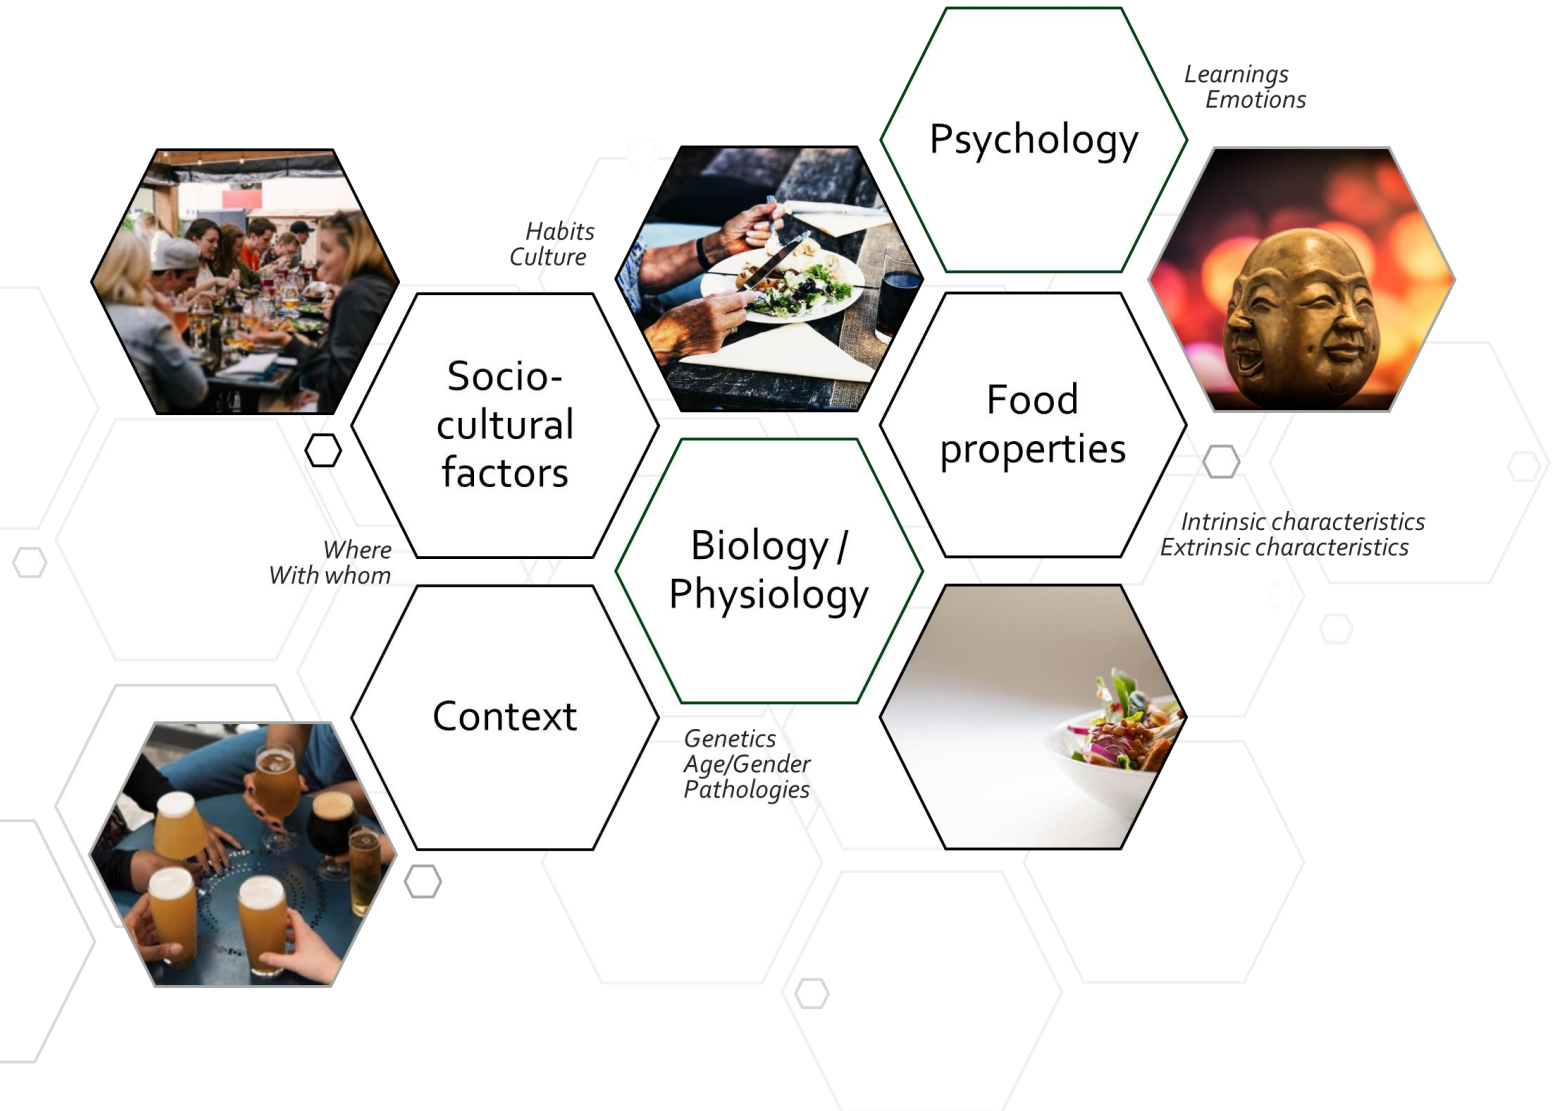 Psychology
Learnings
Emotions
Habits
Culture
Socio-
cultural
factors
Food
properties
Intrinsic characteristics
Extrinsic characteristics
Biology /
Physiology
Where
With whom
Context
Genetics
Age/Gender
Pathologies